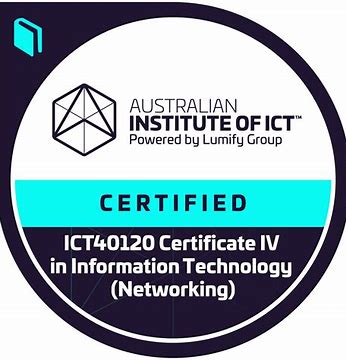 AUSTRALIAN
INSTITUTE OF ICT™
Powered by Lumify Group
CERTIFIED
ICT40120 Certificate IV
in Information Technology
(Networking)